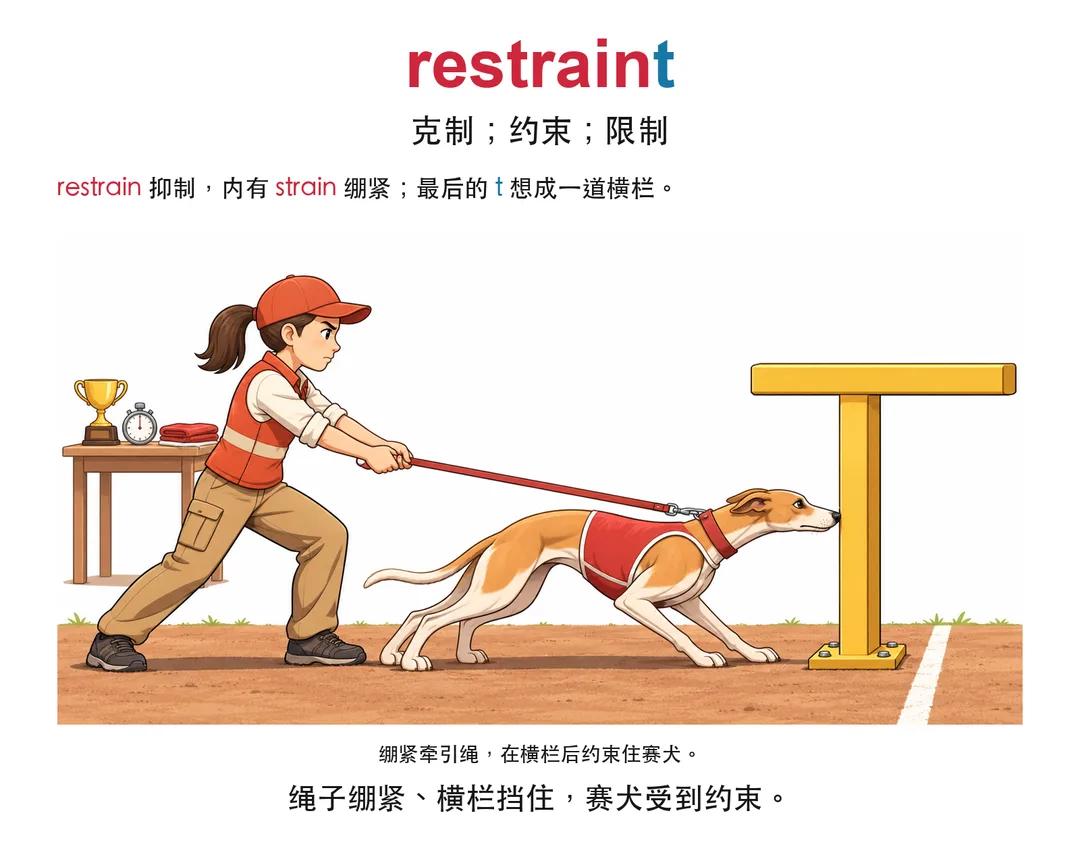 restraint
克制；约束；限制
restrain 抑制，内有 strain 绷紧；最后的 t 想成一道横栏。
绷紧牵引绳，在横栏后约束住赛犬。
绳子绷紧、横栏挡住，赛犬受到约束。